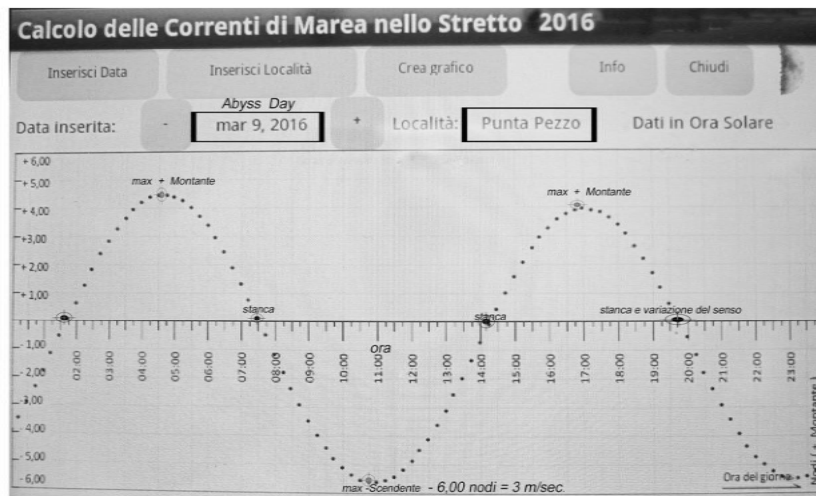 Calcolo delle Correnti di Marea nello Stretto 2016
Inserisci Data Inserisci Località Crea grafico Info Chiudi
Abyss Day
Data inserita: - mar 9, 2016 + Località: Punta Pezzo Dati in Ora Solare
+6,00
+5,00
max + Montante max + Montante
+4,00
+3,00
+2,00
+1,00
stanca stanca stanca e variazione del senso
-1,00
ora
02:00 03:00 04:00 05:00 06:00 07:00 08:00 09:00 10:00 11:00 12:00 13:00 14:00 15:00 16:00 17:00 18:00 19:00 20:00 21:00 22:00 23:00
-2,00
-3,00
-4,00
-5,00
-6,00
Ora del giorno
Nodi ( + Montante )
max -Scendente - 6,00 nodi = 3 m/sec.